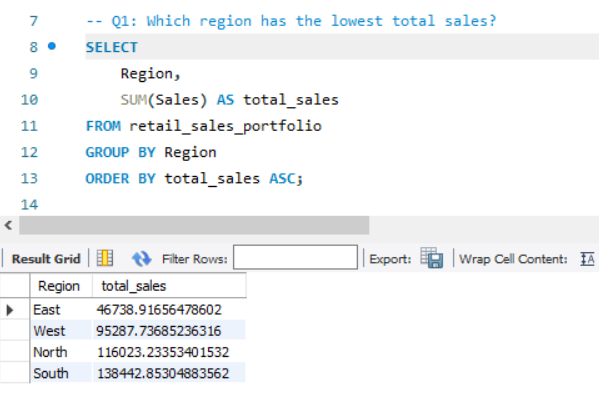 7 -- Q1: Which region has the lowest total sales?
8 SELECT
9 Region,
10 SUM(Sales) AS total_sales
11 FROM retail_sales_portfolio
12 GROUP BY Region
13 ORDER BY total_sales ASC;
14
Result Grid Filter Rows: Export: Wrap Cell Content: IA
Region total_sales
East 46738.91656478602
West 95287.73685236316
North 116023.23353401532
South 138442.85304883562